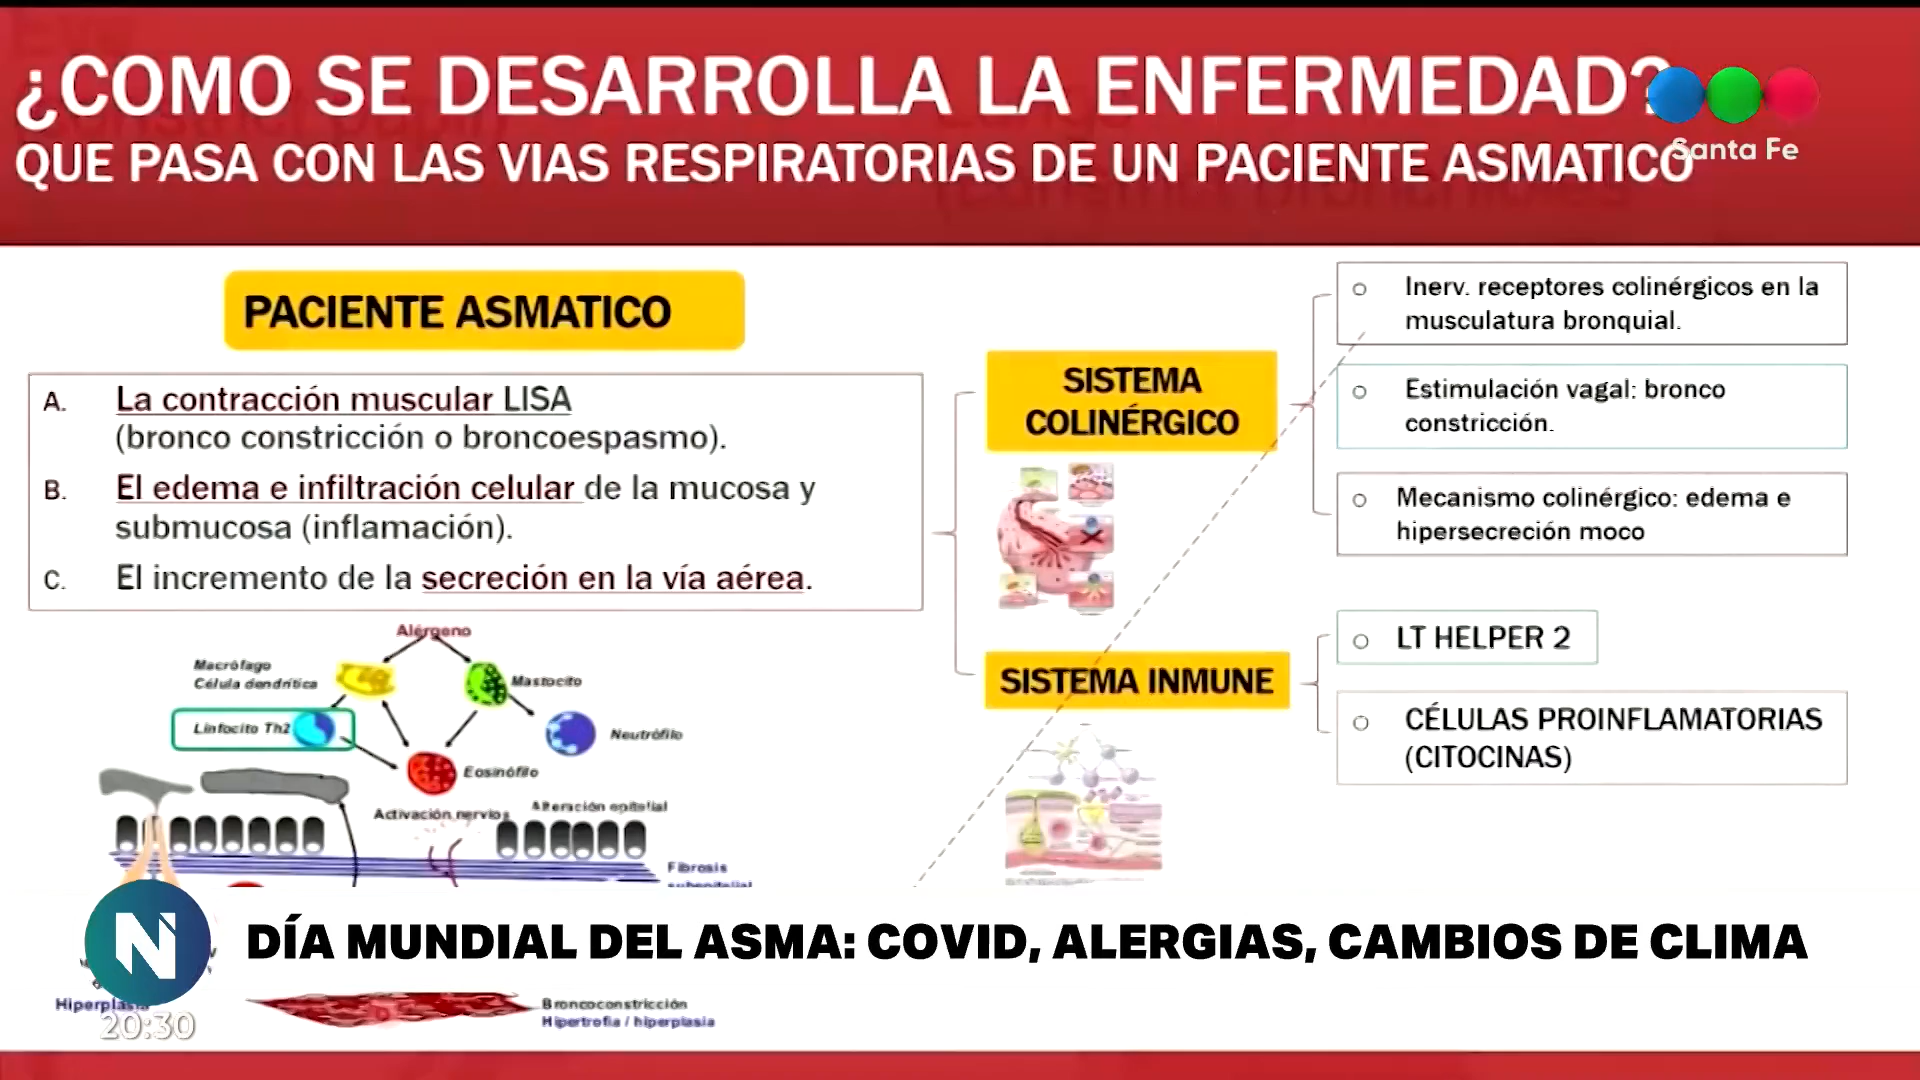 ¿COMO SE DESARROLLA LA ENFERMEDAD?
QUE PASA CON LAS VIAS RESPIRATORIAS DE UN PACIENTE ASMATICO
Santa Fe
PACIENTE ASMATICO
A. La contracción muscular LISA
(bronco constricción o broncoespasmo).
B. El edema e infiltración celular de la mucosa y
submucosa (inflamación).
C. El incremento de la secreción en la vía aérea.
SISTEMA
COLINÉRGICO
Inerv. receptores colinérgicos en la
musculatura bronquial.
Estimulación vagal: bronco
constricción.
Mecanismo colinérgico: edema e
hipersecreción moco
SISTEMA INMUNE
LT HELPER 2
CÉLULAS PROINFLAMATORIAS
(CITOCINAS)
Alérgeno
Macrófago
Célula dendrítica
Mastocito
Linfocito Th2
Neutrófilo
Eosinófilo
Activación nervios
Alteración epitelial
Fibrosis
subepitelial
N
DÍA MUNDIAL DEL ASMA: COVID, ALERGIAS, CAMBIOS DE CLIMA
Hiperplasia
20:30
Broncoconstricción
Hipertrofia / hiperplasia